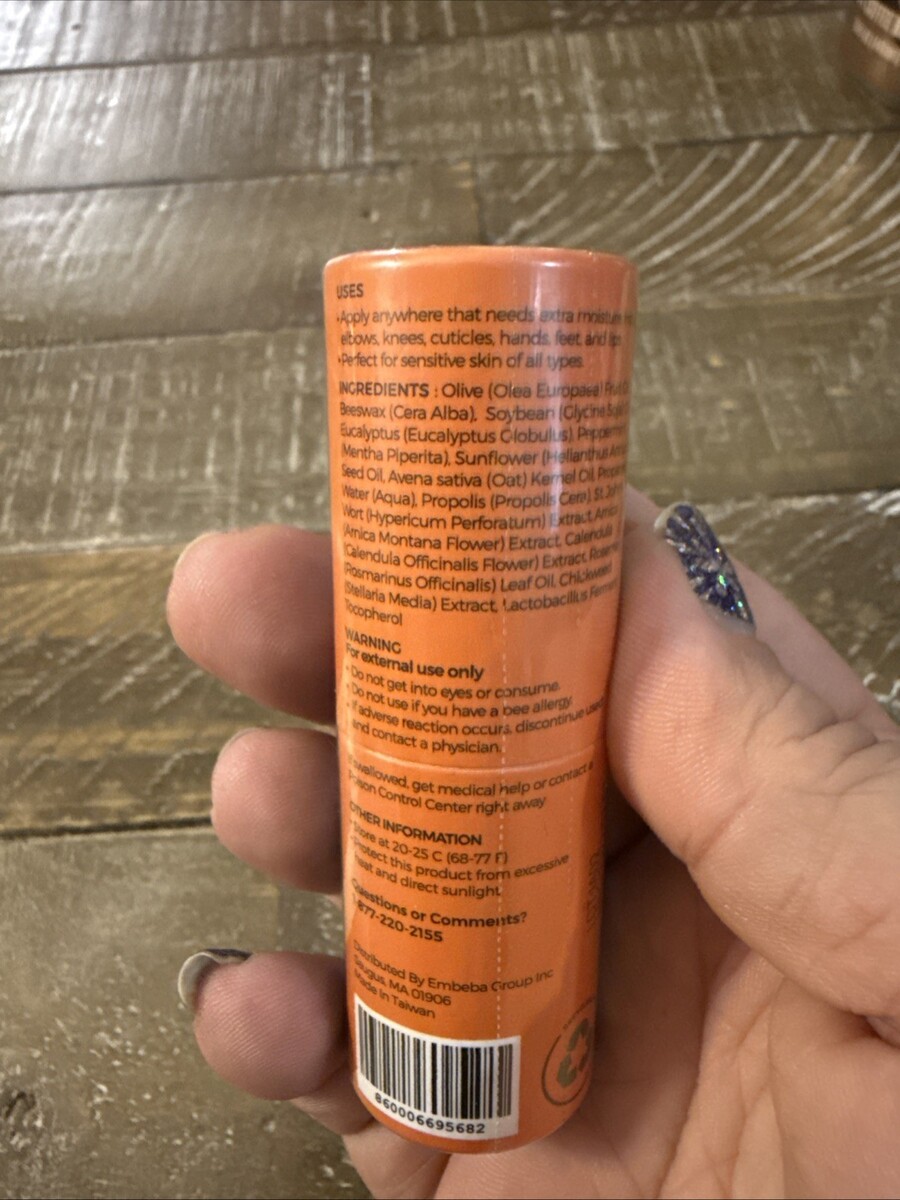 USES
•Apply anywhere that needs extra moisture
elbows, knees, cuticles, hands, feet, and lips
•Perfect for sensitive skin of all types.
INGREDIENTS : Olive (Olea Europaea) Fruit
Beeswax (Cera Alba), Soybean (Glycine Soja)
Eucalyptus (Eucalyptus Globulus)
(Mentha Piperita), Sunflower (Helianthus
Seed Oil, Avena sativa (Oat) Kernel Oil,
Water (Aqua), Propolis (Propolis Cera), St. John's
Wort (Hypericum Perforatum) Extract, Arnica
(Arnica Montana Flower) Extract, Calendula
(Calendula Officinalis Flower) Extract,
(Rosmarinus Officinalis) Leaf Oil, Chickweed
(Stellaria Media) Extract, Lactobacillus
Tocopherol
WARNING
For external use only
• Do not get into eyes or consume.
• Do not use if you have a bee allergy.
• If adverse reaction occurs, discontinue
and contact a physician.
If swallowed, get medical help or contact a
Poison Control Center right away
OTHER INFORMATION
• Store at 20-25 C (68-77 F)
•Protect this product from excessive
heat and direct sunlight
Questions or Comments?
1-877-220-2155
Distributed By Embeba Group Inc
Saugus, MA 01906
Made In Taiwan
860006695682